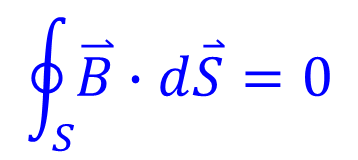 ∮_S B⃗ · dS⃗ = 0